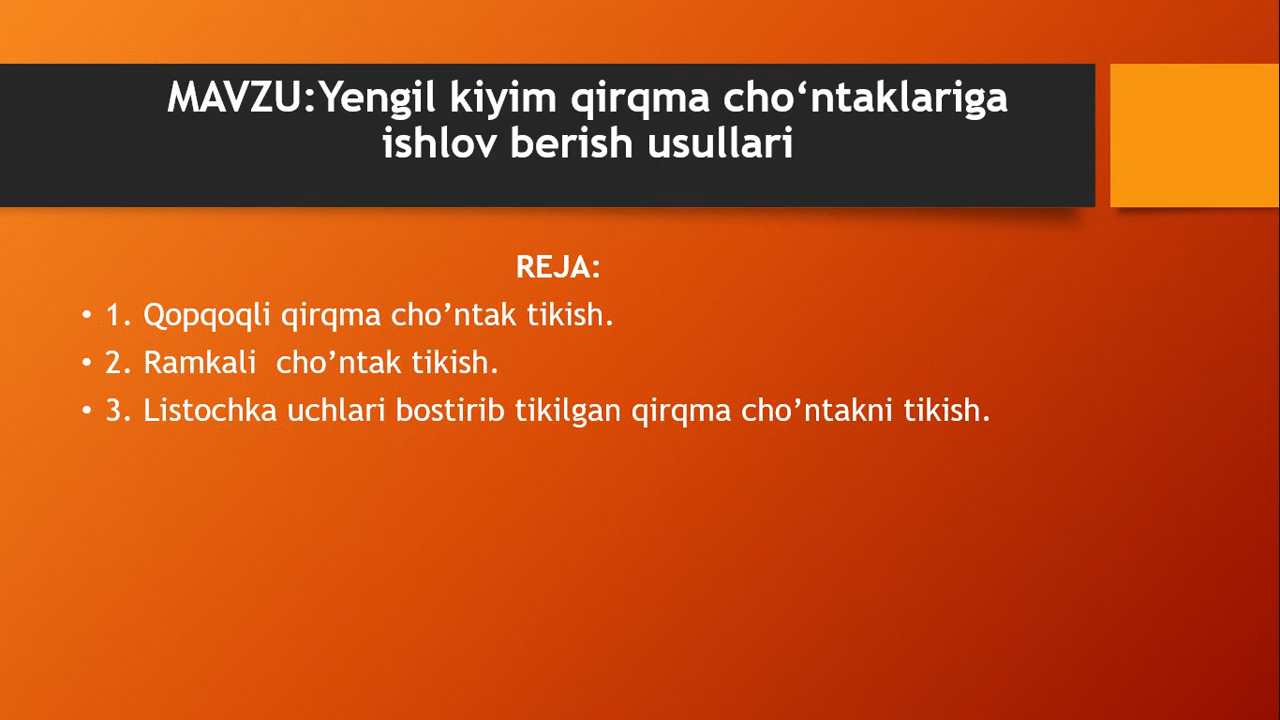 MAVZU:Yengil kiyim qirqma cho‘ntaklariga
ishlov berish usullari
REJA:
• 1. Qopqoqli qirqma cho’ntak tikish.
• 2. Ramkali  cho’ntak tikish.
• 3. Listochka uchlari bostirib tikilgan qirqma cho’ntakni tikish.